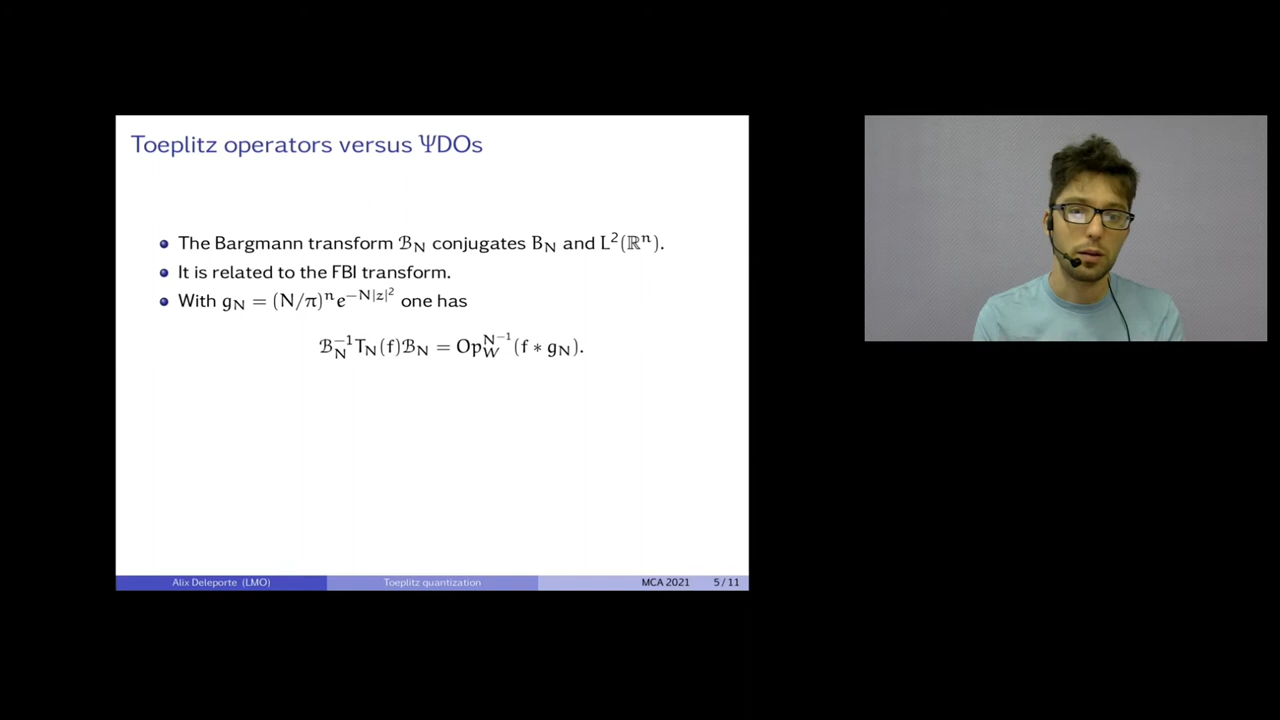 Toeplitz operators versus ΨDOs
The Bargmann transform ℬ_N conjugates B_N and L²(ℝⁿ).
It is related to the FBI transform.
With g_N = (N/π)ⁿe^{−N|z|²} one has
ℬ_N^{−1}T_N(f)ℬ_N = Op_W^{N^{−1}}(f ∗ g_N).
Alix Deleporte (LMO) Toeplitz quantization MCA 2021 5 / 11